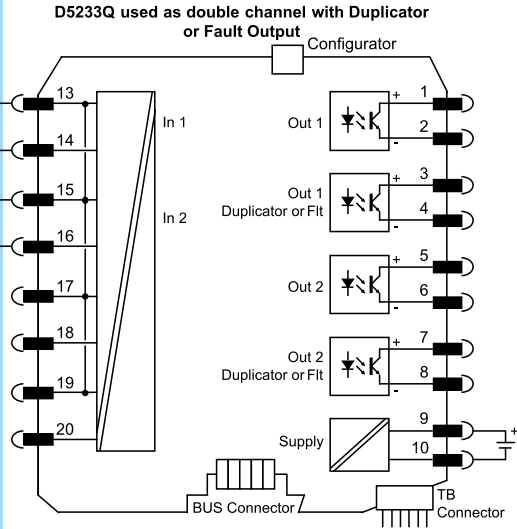 D5233Q used as double channel with Duplicator
or Fault Output
Configurator
13
14
15
16
17
18
19
20
In 1
In 2
Out 1
+
-
1
2
Out 1
Duplicator or Flt
+
-
3
4
Out 2
+
-
5
6
Out 2
Duplicator or Flt
+
-
7
8
Supply
9
10
+
BUS Connector
TB
Connector